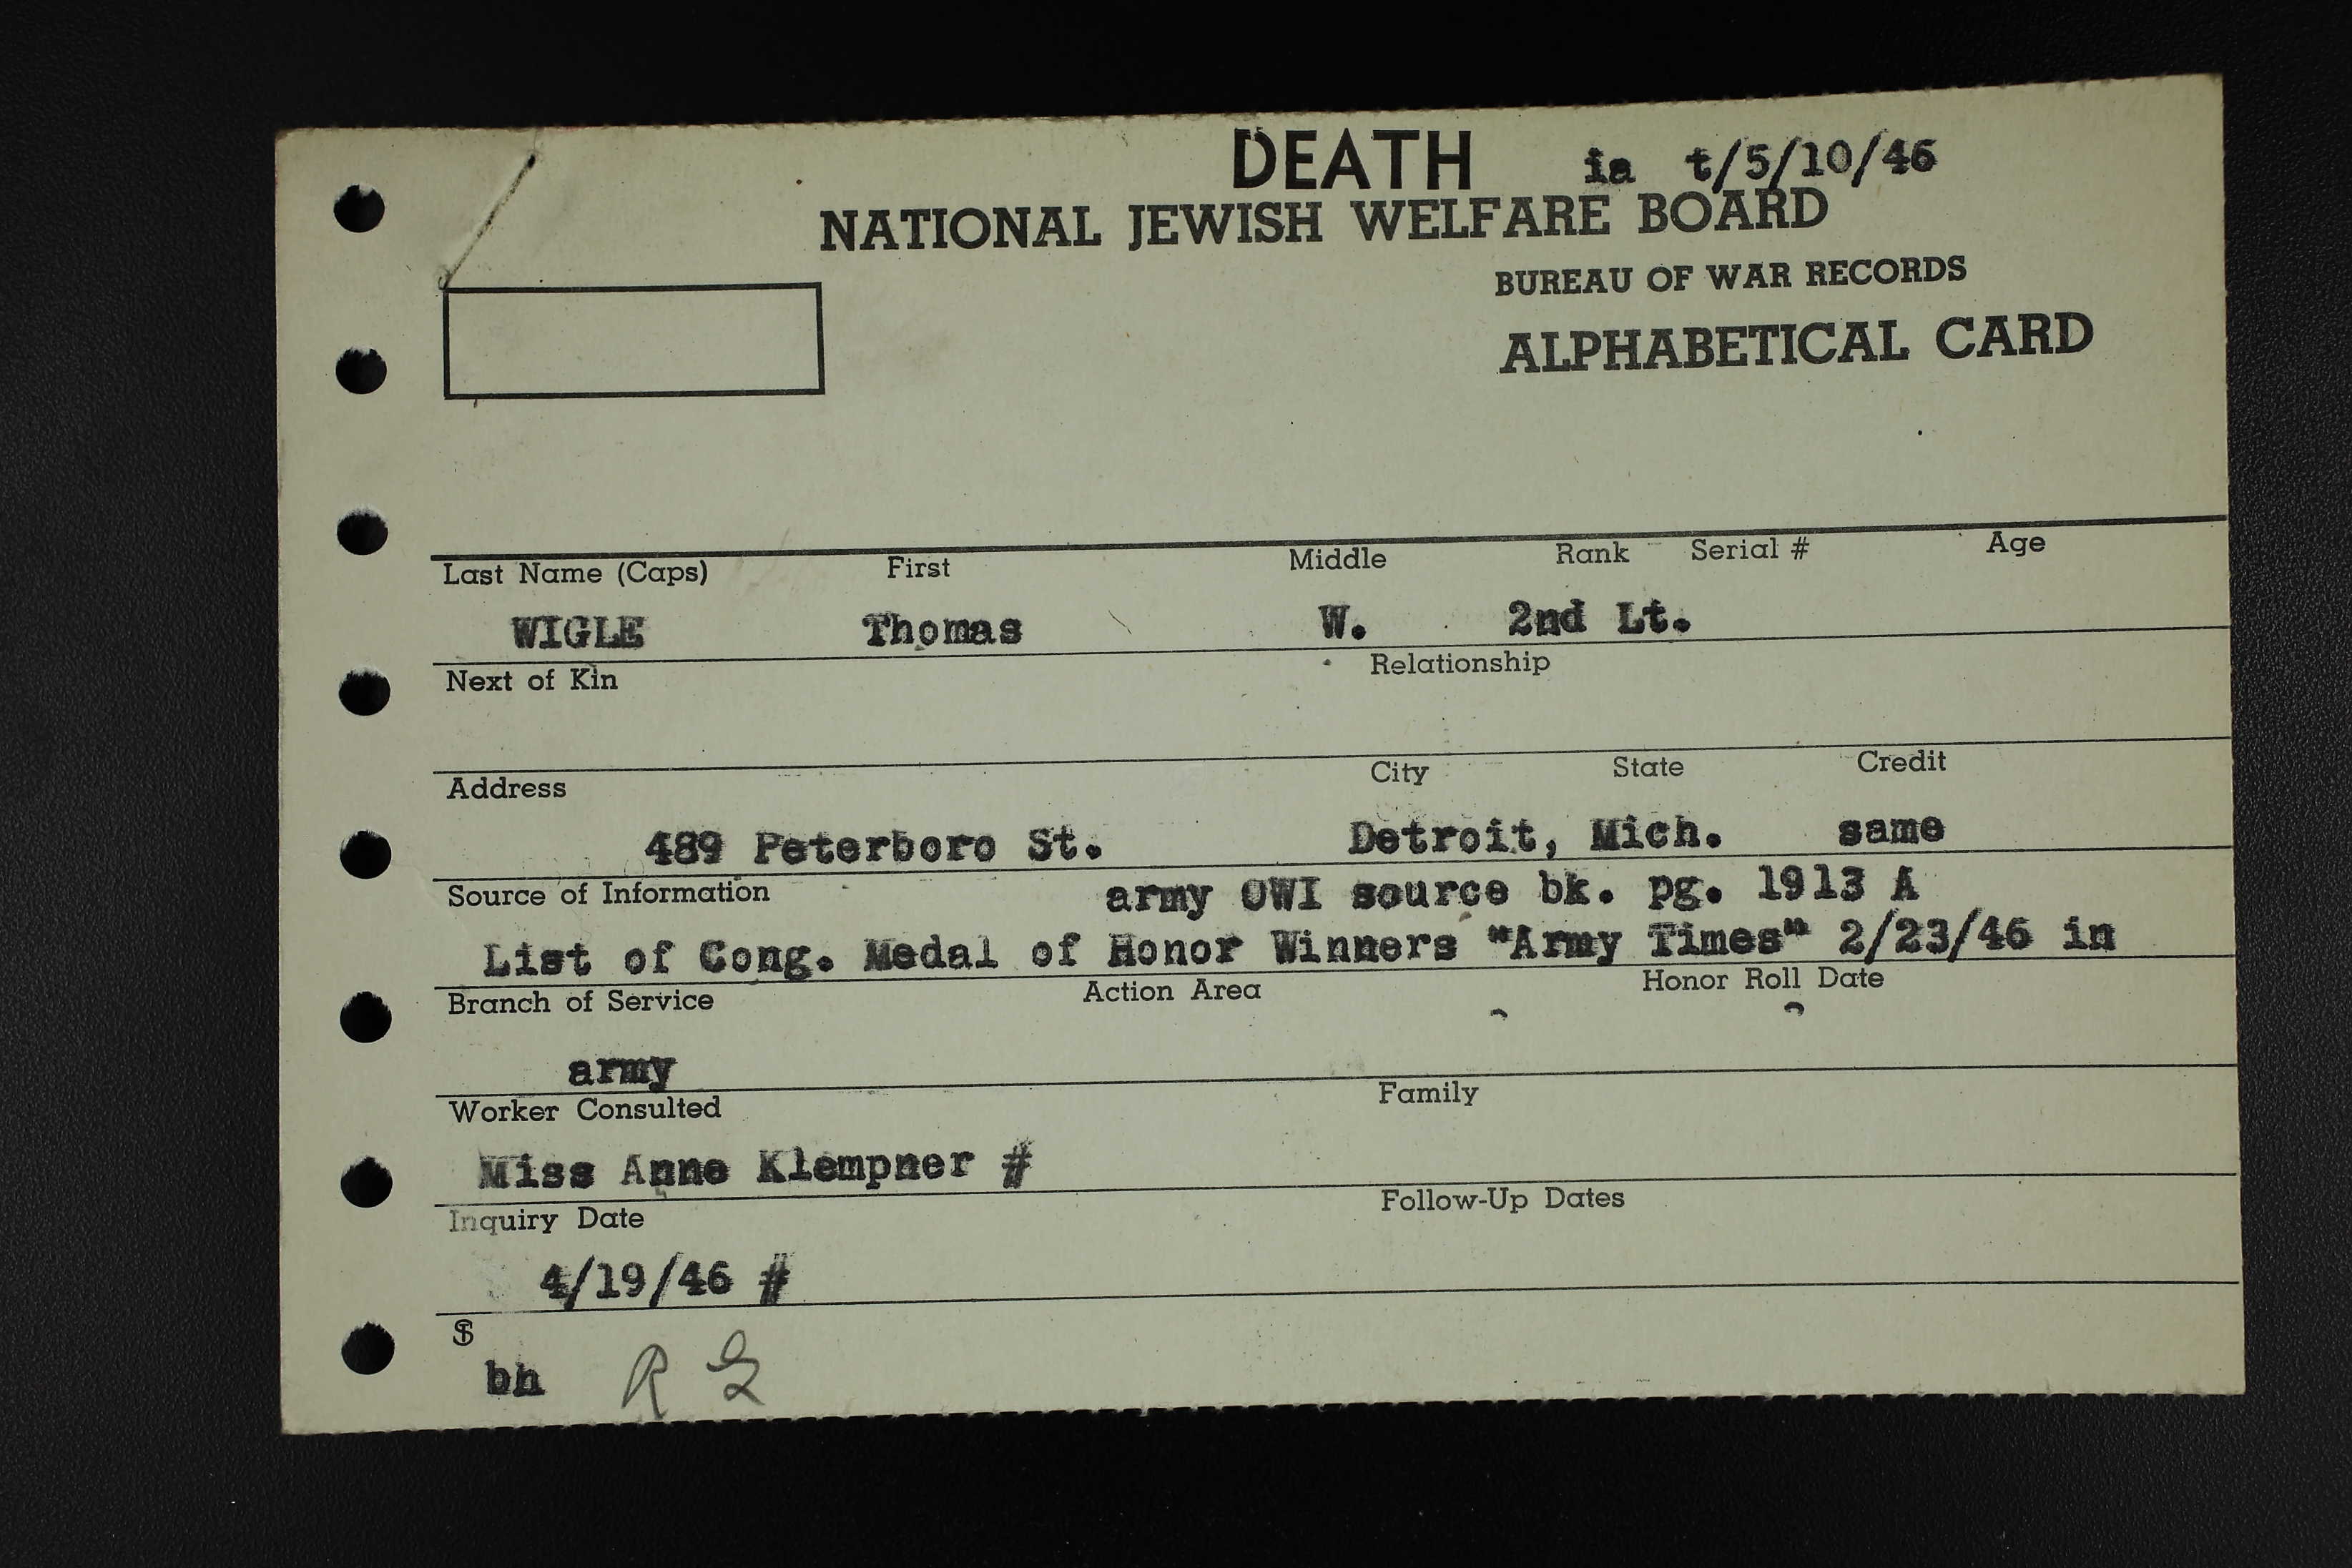 DEATH ia t/5/10/46
NATIONAL JEWISH WELFARE BOARD
BUREAU OF WAR RECORDS
ALPHABETICAL CARD
Last Name (Caps) First Middle Rank Serial # Age
WIGLE Thomas W. 2nd Lt.
Next of Kin Relationship
Address City State Credit
489 Peterboro St. Detroit, Mich. same
Source of Information army OWI source bk. pg. 1913 A
List of Cong. Medal of Honor Winners "Army Times" 2/23/46 in
Branch of Service Action Area Honor Roll Date
army
Worker Consulted Family
Miss Anne Klempner #
Inquiry Date Follow-Up Dates
4/19/46 #
$
bh R G